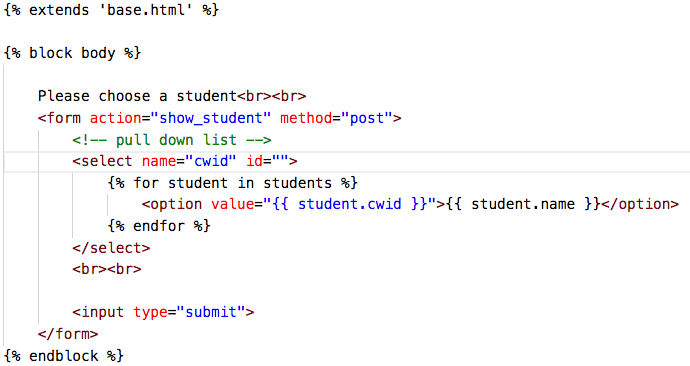 {% extends 'base.html' %}
{% block body %}
Please choose a student<br><br>
<form action="show_student" method="post">
<!-- pull down list -->
<select name="cwid" id="">
{% for student in students %}
<option value="{{ student.cwid }}">{{ student.name }}</option>
{% endfor %}
</select>
<br><br>
<input type="submit">
</form>
{% endblock %}